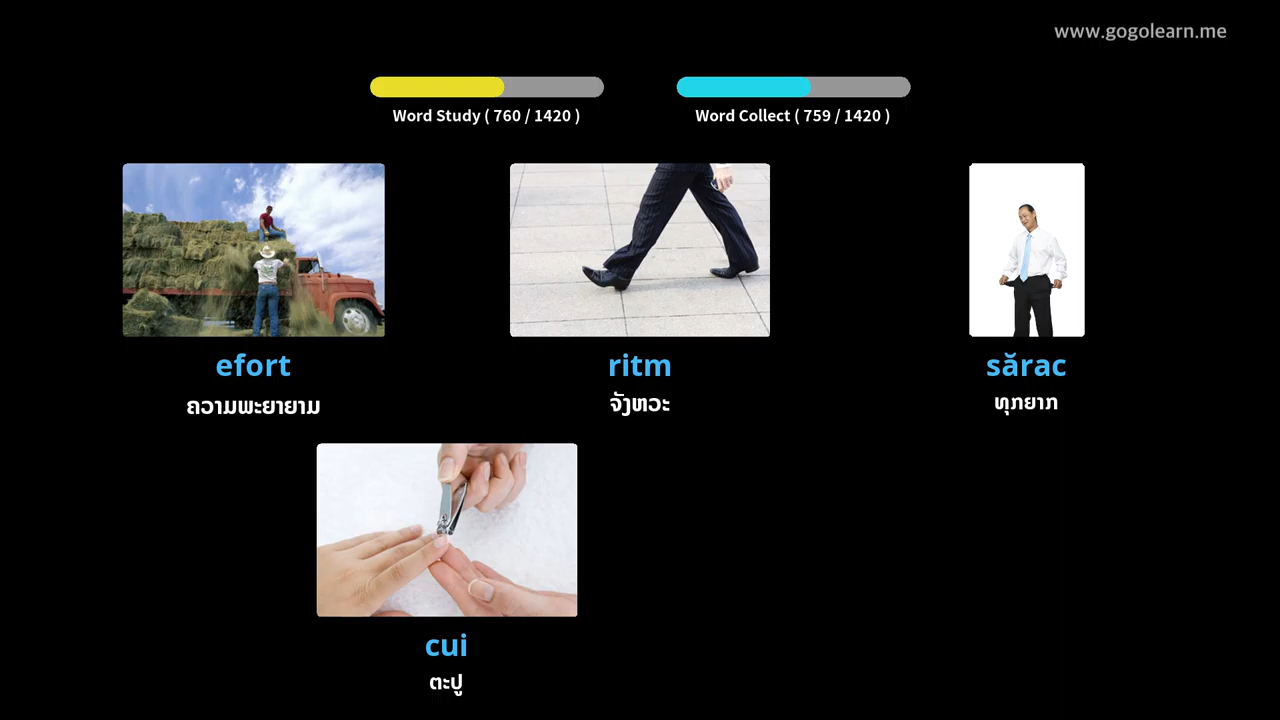 www.gogolearn.me
Word Study ( 760 / 1420 )
Word Collect ( 759 / 1420 )
efort
ຄວາມພະຍາຍາມ
ritm
ຈັງຫວະ
sărac
ທຸກຍາກ
cui
ຕະປູ